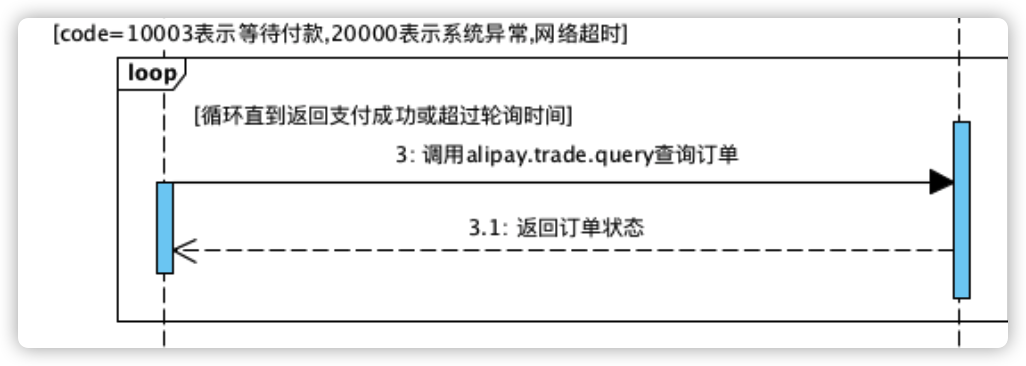 [code=10003表示等待付款,20000表示系统异常,网络超时]
loop
[循环直到返回支付成功或超过轮询时间]
3: 调用alipay.trade.query查询订单
3.1: 返回订单状态